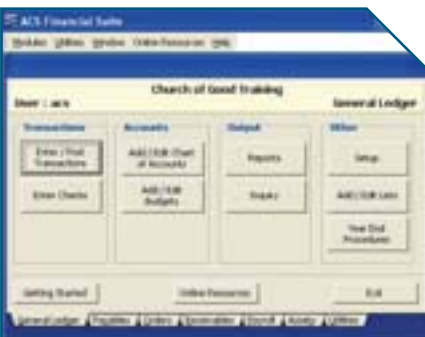 ACS Financial Suite
Modules Utilities Window Online Resources Help
Church of Good Training
User : acs General Ledger
Transactions Accounts Output Other
Enter / Post Transactions
Add / Edit Chart of Accounts
Reports
Setup
Enter Checks
Add / Edit Budgets
Inquiry
Add / Edit Lists
Year End Procedures
Getting Started Online Resources Exit
General Ledger Payables Orders Receivables Payroll Assets Utilities